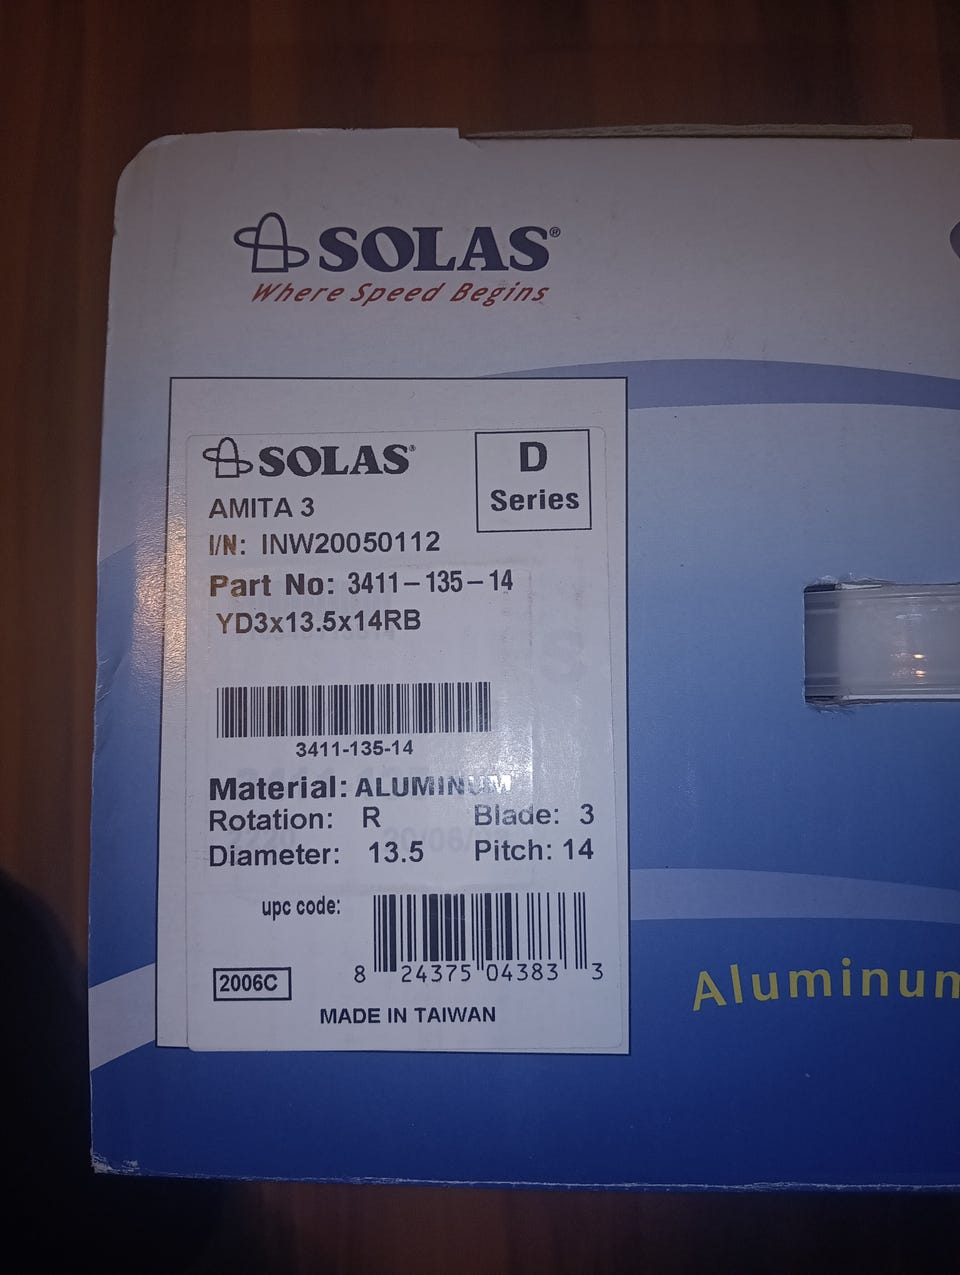 SOLAS®
Where Speed Begins
SOLAS®
D
Series
AMITA 3
I/N: INW20050112
Part No: 3411-135-14
YD3x13.5x14RB
3411-135-14
Material: ALUMINUM
Rotation: R Blade: 3
Diameter: 13.5 Pitch: 14
upc code:
8 24375 04383 3
2006C
MADE IN TAIWAN
Aluminum